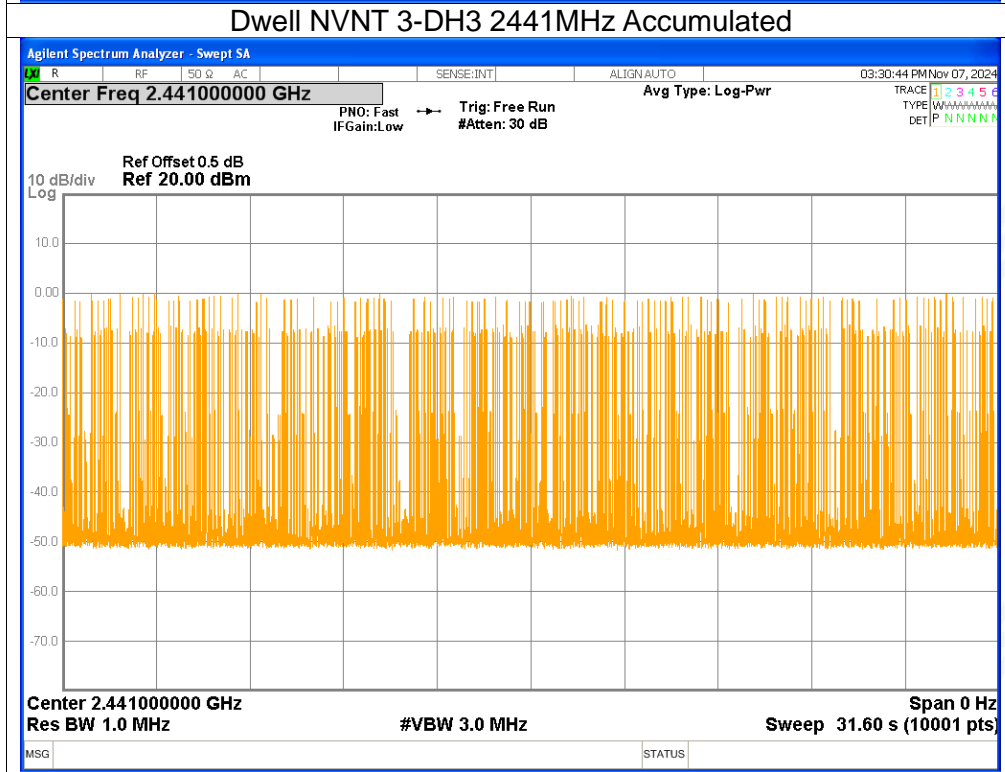 Dwell NVNT 3-DH3 2441MHz Accumulated
Agilent Spectrum Analyzer - Swept SA
LXI R RF 50 Ω AC SENSE:INT ALIGN AUTO 03:30:44 PM Nov 07, 2024
Center Freq 2.441000000 GHz Avg Type: Log-Pwr TRACE 1 2 3 4 5 6
PNO: Fast Trig: Free Run TYPE W
IFGain:Low #Atten: 30 dB DET P N N N N N
Ref Offset 0.5 dB
10 dB/div Ref 20.00 dBm
Log
10.0
0.00
-10.0
-20.0
-30.0
-40.0
-50.0
-60.0
-70.0
Center 2.441000000 GHz Span 0 Hz
Res BW 1.0 MHz #VBW 3.0 MHz Sweep 31.60 s (10001 pts)
MSG STATUS